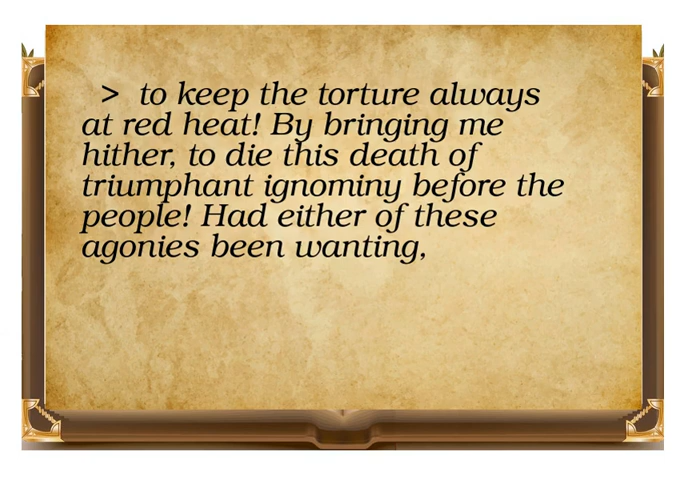 > to keep the torture always
at red heat! By bringing me
hither, to die this death of
triumphant ignominy before the
people! Had either of these
agonies been wanting,